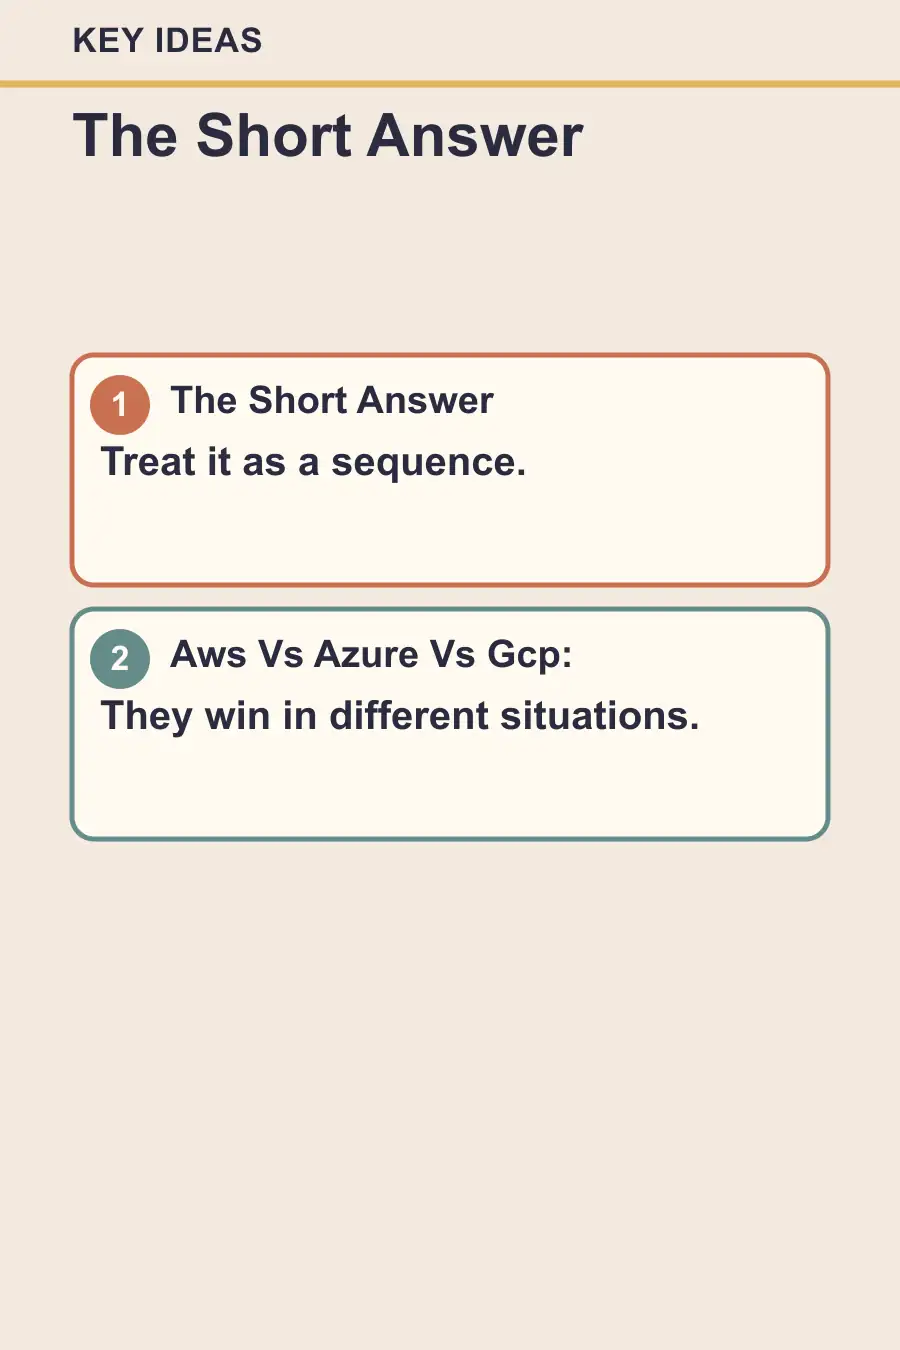 KEY IDEAS
The Short Answer
1 The Short Answer
Treat it as a sequence.
2 Aws Vs Azure Vs Gcp:
They win in different situations.